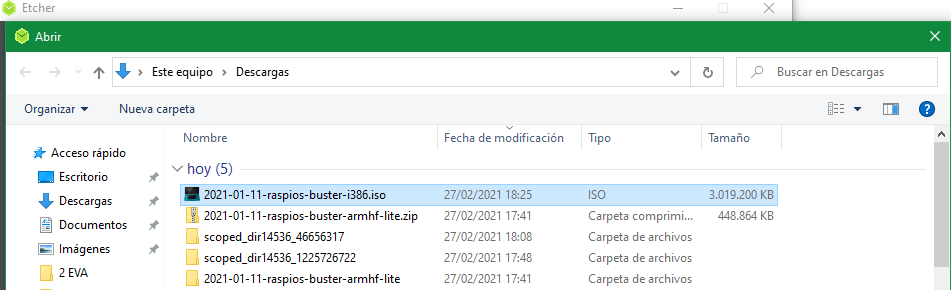 Etcher
Abrir
Este equipo > Descargas
Buscar en Descargas
Organizar
Nueva carpeta
Nombre Fecha de modificación Tipo Tamaño
Acceso rápido
Escritorio
Descargas
Documentos
Imágenes
2 EVA
hoy (5)
2021-01-11-raspios-buster-i386.iso 27/02/2021 18:25 ISO 3.019.200 KB
2021-01-11-raspios-buster-armhf-lite.zip 27/02/2021 17:41 Carpeta comprimi... 448.864 KB
scoped_dir14536_46656317 27/02/2021 18:08 Carpeta de archivos
scoped_dir14536_1225726722 27/02/2021 17:48 Carpeta de archivos
2021-01-11-raspios-buster-armhf-lite 27/02/2021 17:41 Carpeta de archivos